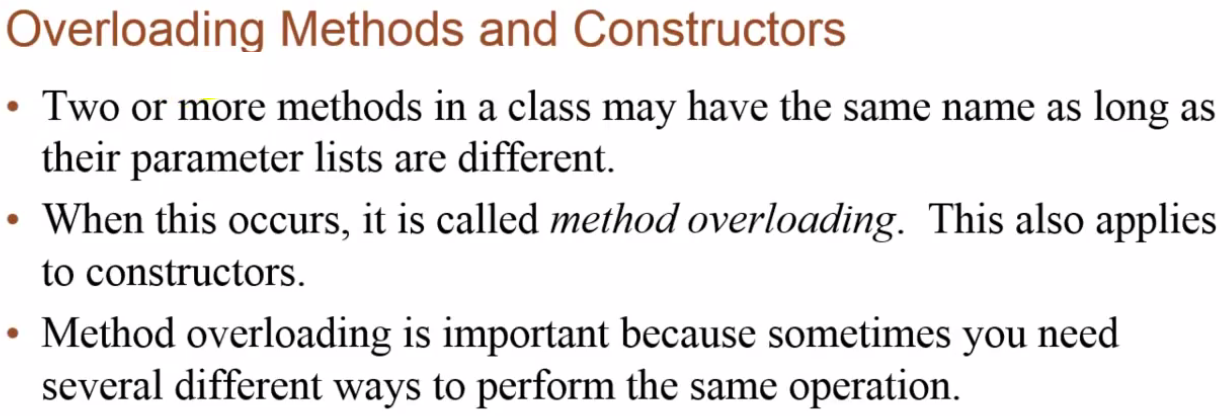 Overloading Methods and Constructors
• Two or more methods in a class may have the same name as long as
their parameter lists are different.
• When this occurs, it is called method overloading. This also applies
to constructors.
• Method overloading is important because sometimes you need
several different ways to perform the same operation.